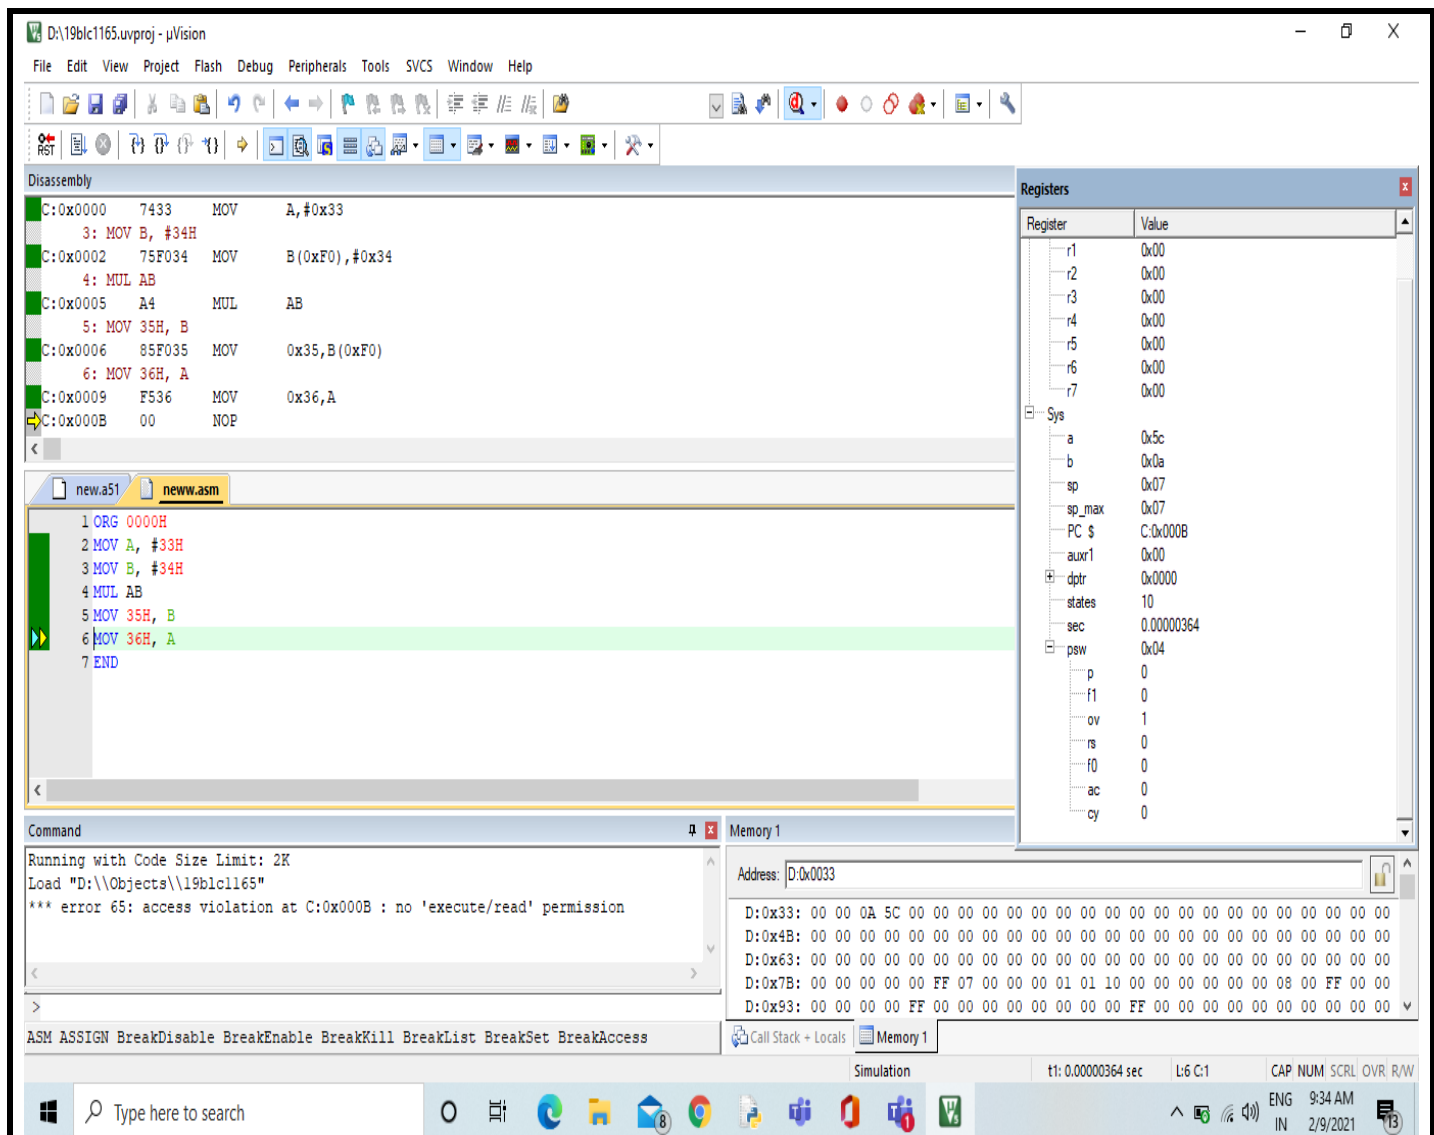 D:\19blc1165.uvproj - µVision
File Edit View Project Flash Debug Peripherals Tools SVCS Window Help
RST
Disassembly
C:0x0000 7433 MOV A,#0x33
3: MOV B, #34H
C:0x0002 75F034 MOV B(0xF0),#0x34
4: MUL AB
C:0x0005 A4 MUL AB
5: MOV 35H, B
C:0x0006 85F035 MOV 0x35,B(0xF0)
6: MOV 36H, A
C:0x0009 F536 MOV 0x36,A
C:0x000B 00 NOP
new.a51 neww.asm
1 ORG 0000H
2 MOV A, #33H
3 MOV B, #34H
4 MUL AB
5 MOV 35H, B
6 MOV 36H, A
7 END
Registers
Register Value
r1 0x00
r2 0x00
r3 0x00
r4 0x00
r5 0x00
r6 0x00
r7 0x00
Sys
a 0x5c
b 0x0a
sp 0x07
sp_max 0x07
PC $ C:0x000B
auxr1 0x00
dptr 0x0000
states 10
sec 0.00000364
psw 0x04
p 0
f1 0
ov 1
rs 0
f0 0
ac 0
cy 0
Command
Running with Code Size Limit: 2K
Load "D:\\Objects\\19blc1165"
*** error 65: access violation at C:0x000B : no 'execute/read' permission
>
ASM ASSIGN BreakDisable BreakEnable BreakKill BreakList BreakSet BreakAccess
Memory 1
Address: D:0x0033
D:0x33: 00 00 0A 5C 00 00 00 00 00 00 00 00 00 00 00 00 00 00 00 00 00 00 00 00
D:0x4B: 00 00 00 00 00 00 00 00 00 00 00 00 00 00 00 00 00 00 00 00 00 00 00 00
D:0x63: 00 00 00 00 00 00 00 00 00 00 00 00 00 00 00 00 00 00 00 00 00 00 00 00
D:0x7B: 00 00 00 00 00 FF 07 00 00 00 01 01 10 00 00 00 00 00 00 08 00 FF 00 00
D:0x93: 00 00 00 00 FF 00 00 00 00 00 00 00 00 FF 00 00 00 00 00 00 00 00 00 00
Call Stack + Locals Memory 1
Simulation t1: 0.00000364 sec L:6 C:1 CAP NUM SCRL OVR R/W
Type here to search
8
1
ENG
IN
9:34 AM
2/9/2021
13